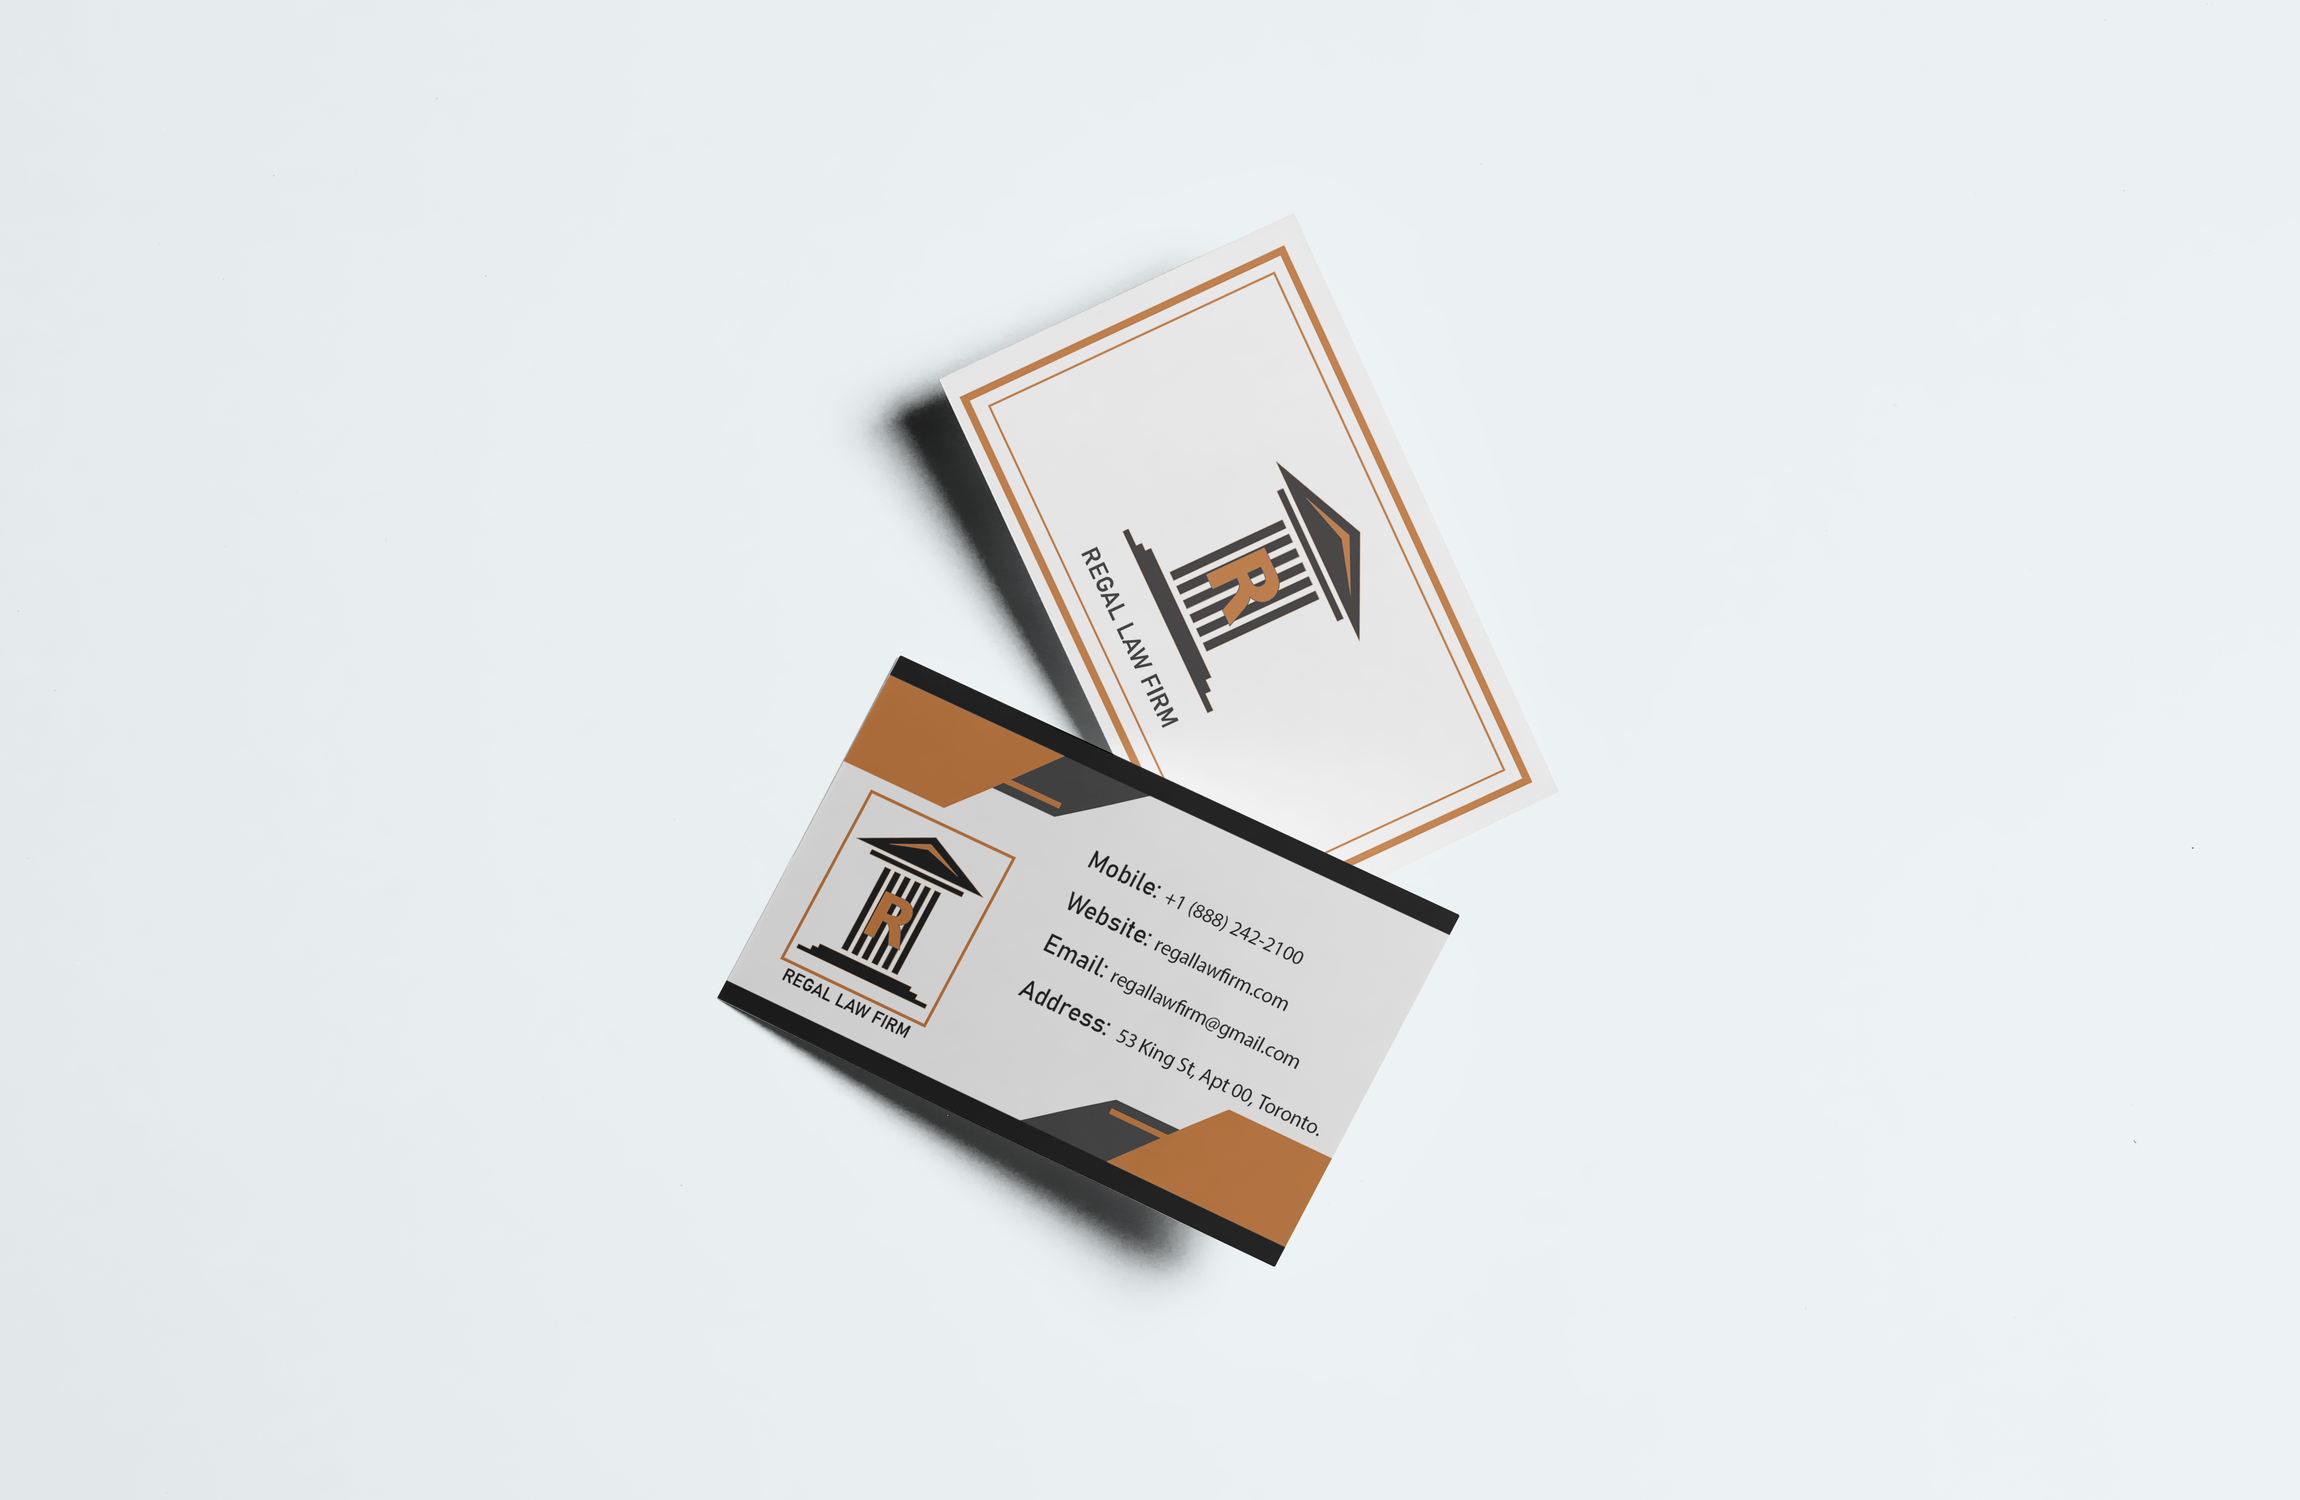 R
REGAL LAW FIRM
R
REGAL LAW FIRM
Mobile: +1 (888) 242-2100
Website: regallawfirm.com
Email: regallawfirm@gmail.com
Address: 53 King St, Apt 00, Toronto.